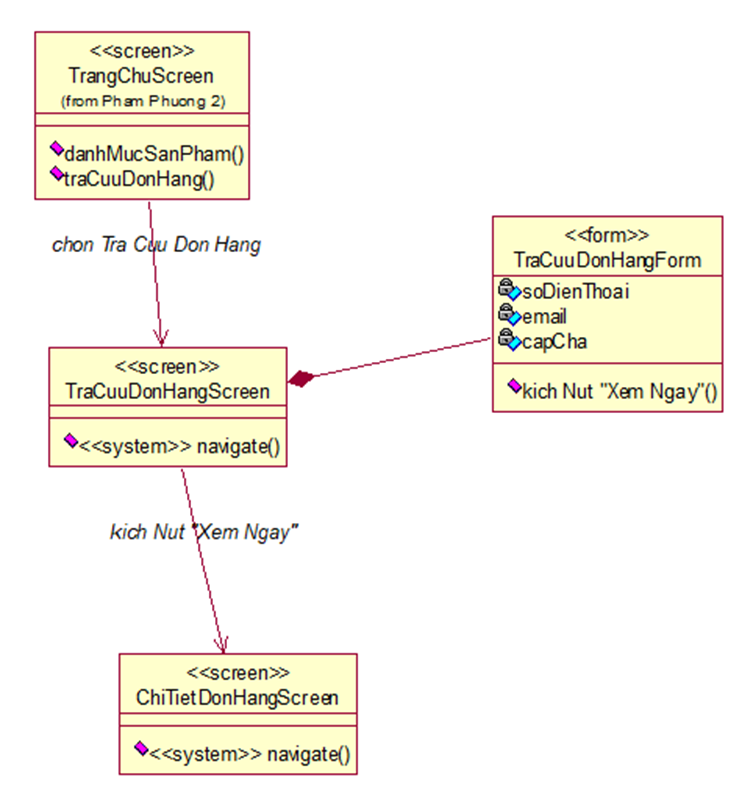 <<screen>>
TrangChuScreen
(from Pham Phuong 2)
danhMucSanPham()
traCuuDonHang()
chon Tra Cuu Don Hang
<<form>>
TraCuuDonHangForm
soDienThoai
email
capCha
kich Nut "Xem Ngay"()
<<screen>>
TraCuuDonHangScreen
<<system>> navigate()
kich Nut "Xem Ngay"
<<screen>>
ChiTietDonHangScreen
<<system>> navigate()